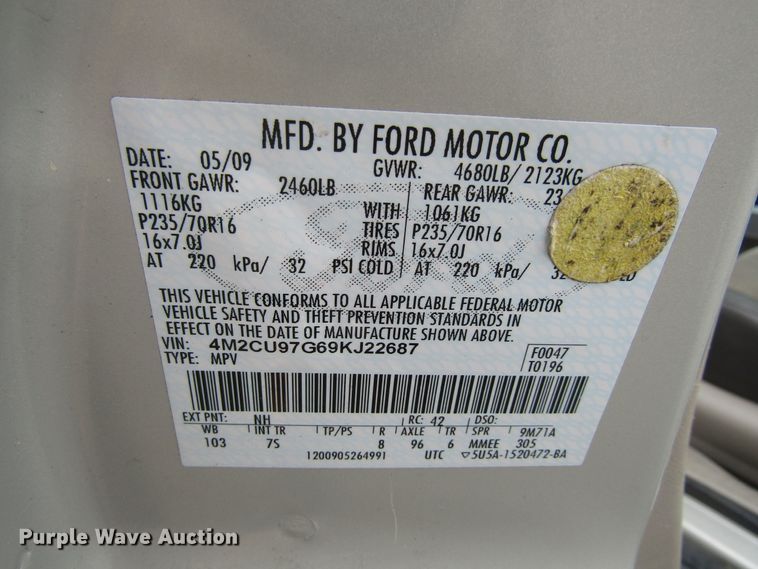 MFD. BY FORD MOTOR CO.
DATE: 05/09 GVWR: 4680LB/ 2123KG
FRONT GAWR: 2460LB REAR GAWR: 23
1116KG WITH 1061KG
P235/70R16 TIRES P235/70R16
16x7.0J RIMS 16x7.0J
AT 220 kPa/ 32 PSI COLD AT 220 kPa/ 32
THIS VEHICLE CONFORMS TO ALL APPLICABLE FEDERAL MOTOR
VEHICLE SAFETY AND THEFT PREVENTION STANDARDS IN
EFFECT ON THE DATE OF MANUFACTURE SHOWN ABOVE.
VIN: 4M2CU97G69KJ22687 F0047
TYPE: MPV T0196
EXT PNT: NH RC: 42 DSO:
WB INT TR TP/PS R AXLE TR SPR 9M71A
103 7S 8 96 6 MMEE 305
1200905264991 UTC ▽5U5A-1520472-BA
Purple Wave Auction